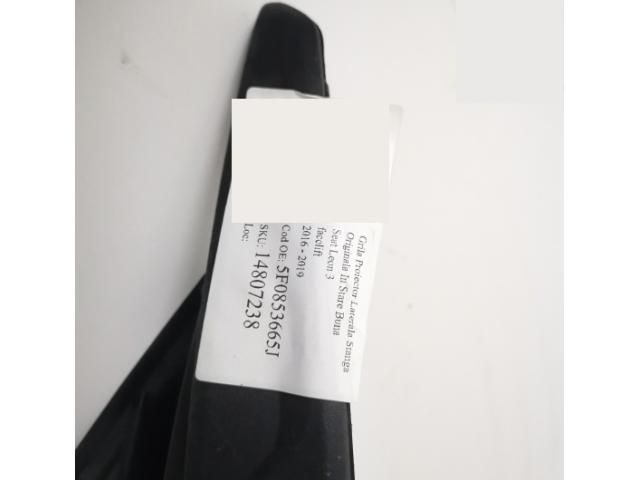 Grila Proiector Laterala Stanga
Originala In Stare Buna
Seat Leon 3
facelift
2016 - 2019
Cod OE: 5F0853665J
SKU: 14807238
Loc: